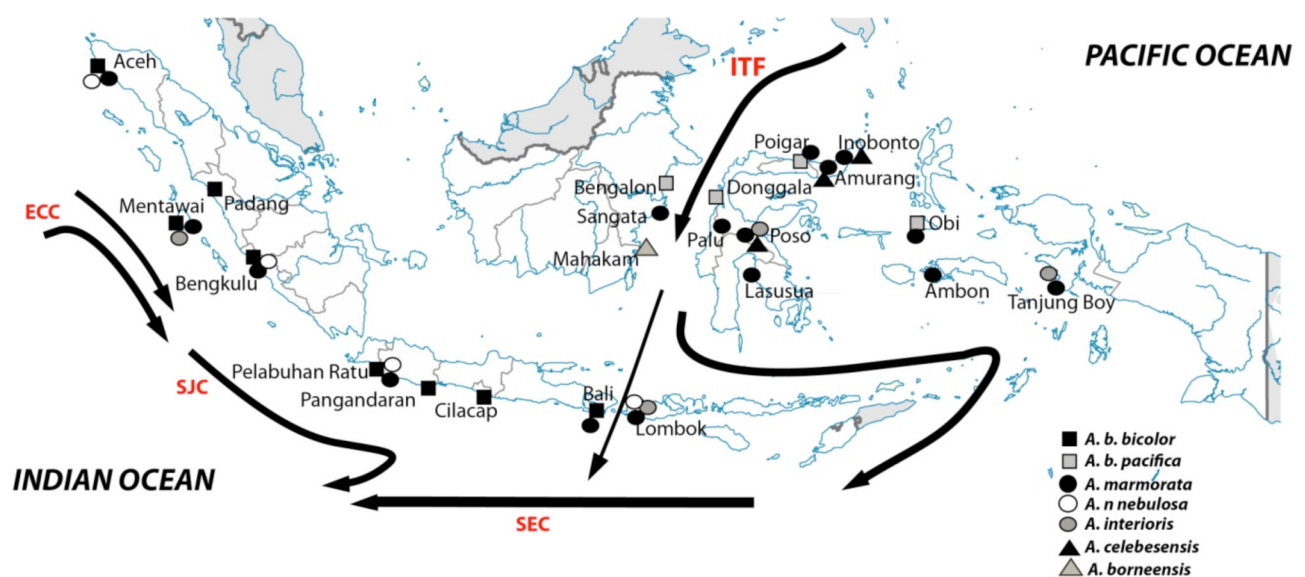 PACIFIC OCEAN
ITF
Aceh
Poigar
Inobonto
Amurang
Bengalon
Donggala
Padang
Mentawai
ECC
Sangata
Obi
Palu
Poso
Mahakam
Bengkulu
Lasusua
Ambon
Tanjung Boy
SJC
Pelabuhan Ratu
Pangandaran
Cilacap
Bali
Lombok
INDIAN OCEAN
SEC
A. b. bicolor
A. b. pacifica
A. marmorata
A. n nebulosa
A. interioris
A. celebesensis
A. borneensis